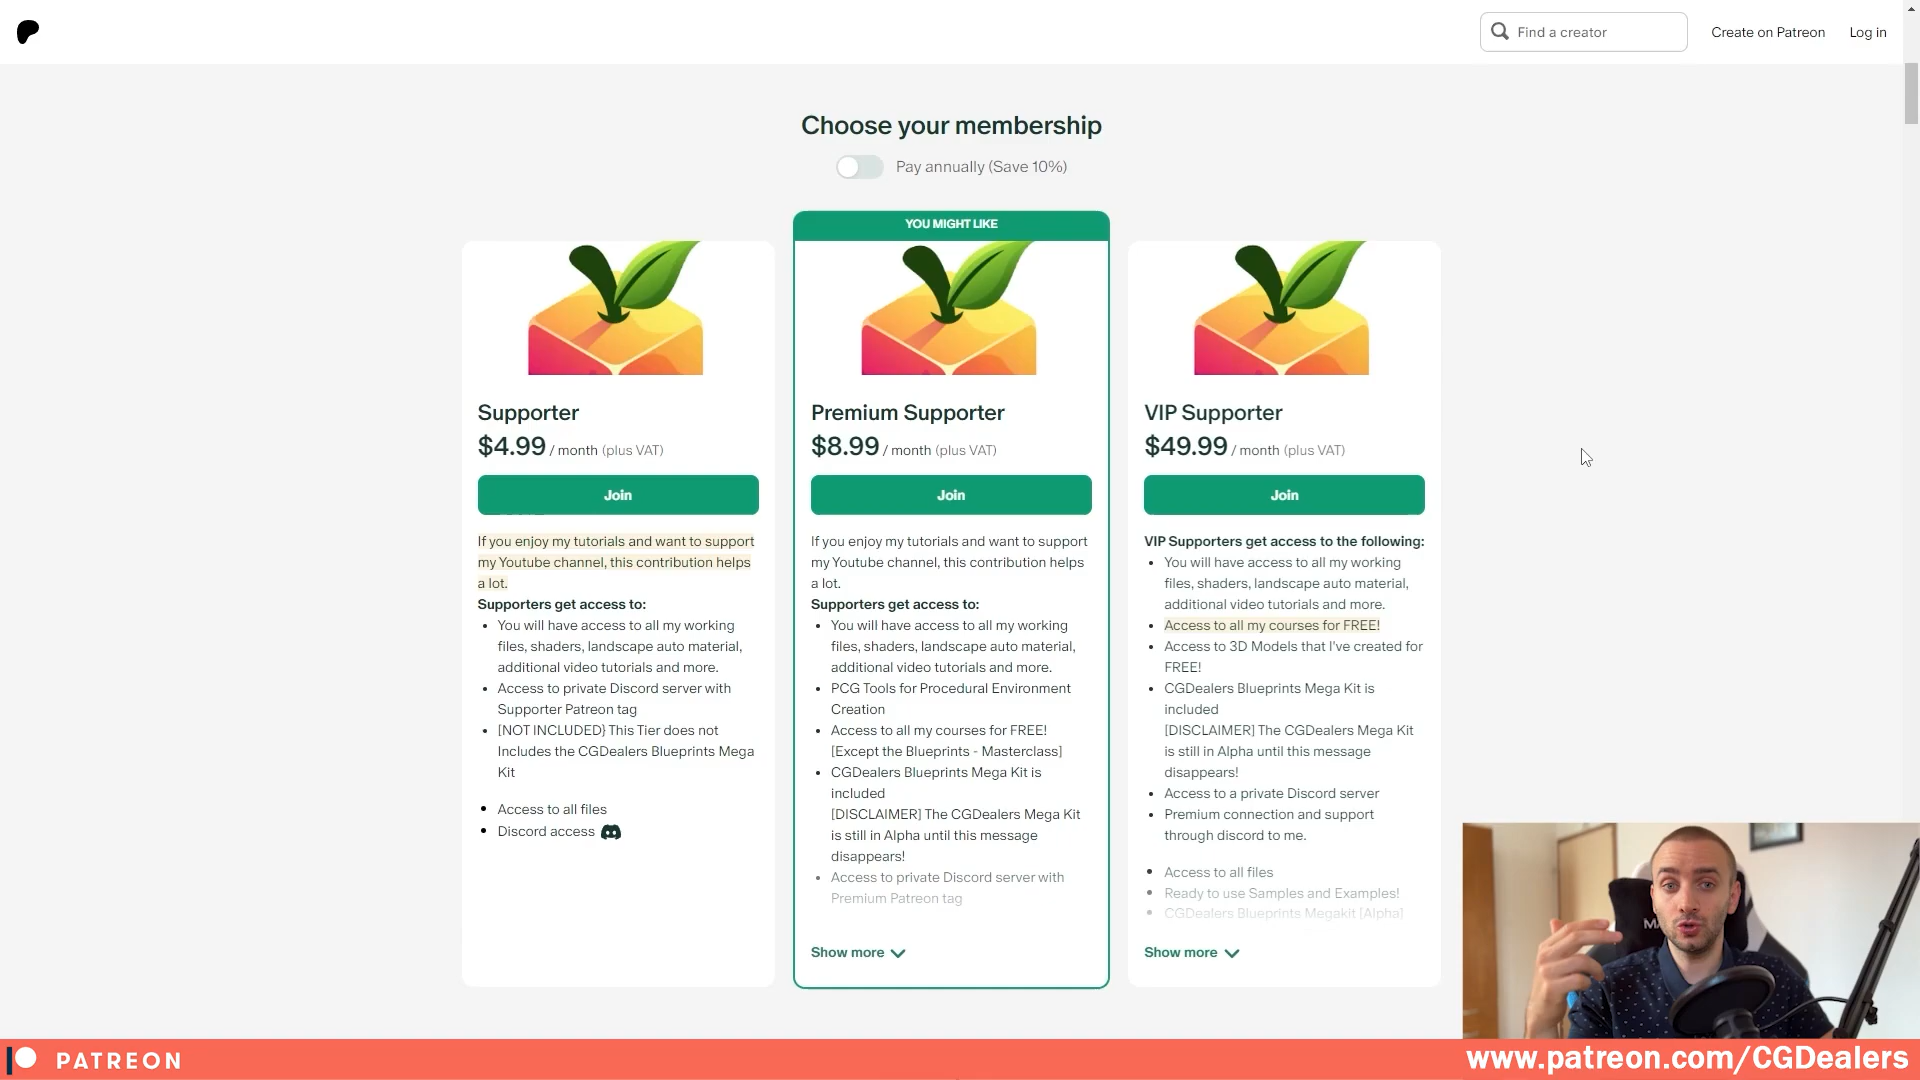 Find a creator
Create on Patreon
Log in
Choose your membership
Pay annually (Save 10%)
YOU MIGHT LIKE
Supporter
$4.99 / month (plus VAT)
Join
If you enjoy my tutorials and want to support
my Youtube channel, this contribution helps
a lot.
Supporters get access to:
• You will have access to all my working
files, shaders, landscape auto material,
additional video tutorials and more.
• Access to private Discord server with
Supporter Patreon tag
• [NOT INCLUDED} This Tier does not
Includes the CGDealers Blueprints Mega
Kit
• Access to all files
• Discord access
Premium Supporter
$8.99 / month (plus VAT)
Join
If you enjoy my tutorials and want to support
my Youtube channel, this contribution helps
a lot.
Supporters get access to:
• You will have access to all my working
files, shaders, landscape auto material,
additional video tutorials and more.
• PCG Tools for Procedural Environment
Creation
• Access to all my courses for FREE!
[Except the Blueprints - Masterclass]
• CGDealers Blueprints Mega Kit is
included
[DISCLAIMER] The CGDealers Mega Kit
is still in Alpha until this message
disappears!
• Access to private Discord server with
Premium Patreon tag
Show more
VIP Supporter
$49.99 / month (plus VAT)
Join
VIP Supporters get access to the following:
• You will have access to all my working
files, shaders, landscape auto material,
additional video tutorials and more.
• Access to all my courses for FREE!
• Access to 3D Models that I've created for
FREE!
• CGDealers Blueprints Mega Kit is
included
[DISCLAIMER] The CGDealers Mega Kit
is still in Alpha until this message
disappears!
• Access to a private Discord server
• Premium connection and support
through discord to me.
• Access to all files
• Ready to use Samples and Examples!
• CGDealers Blueprints Megakit [Alpha]
Show more
PATREON
www.patreon.com/CGDealers